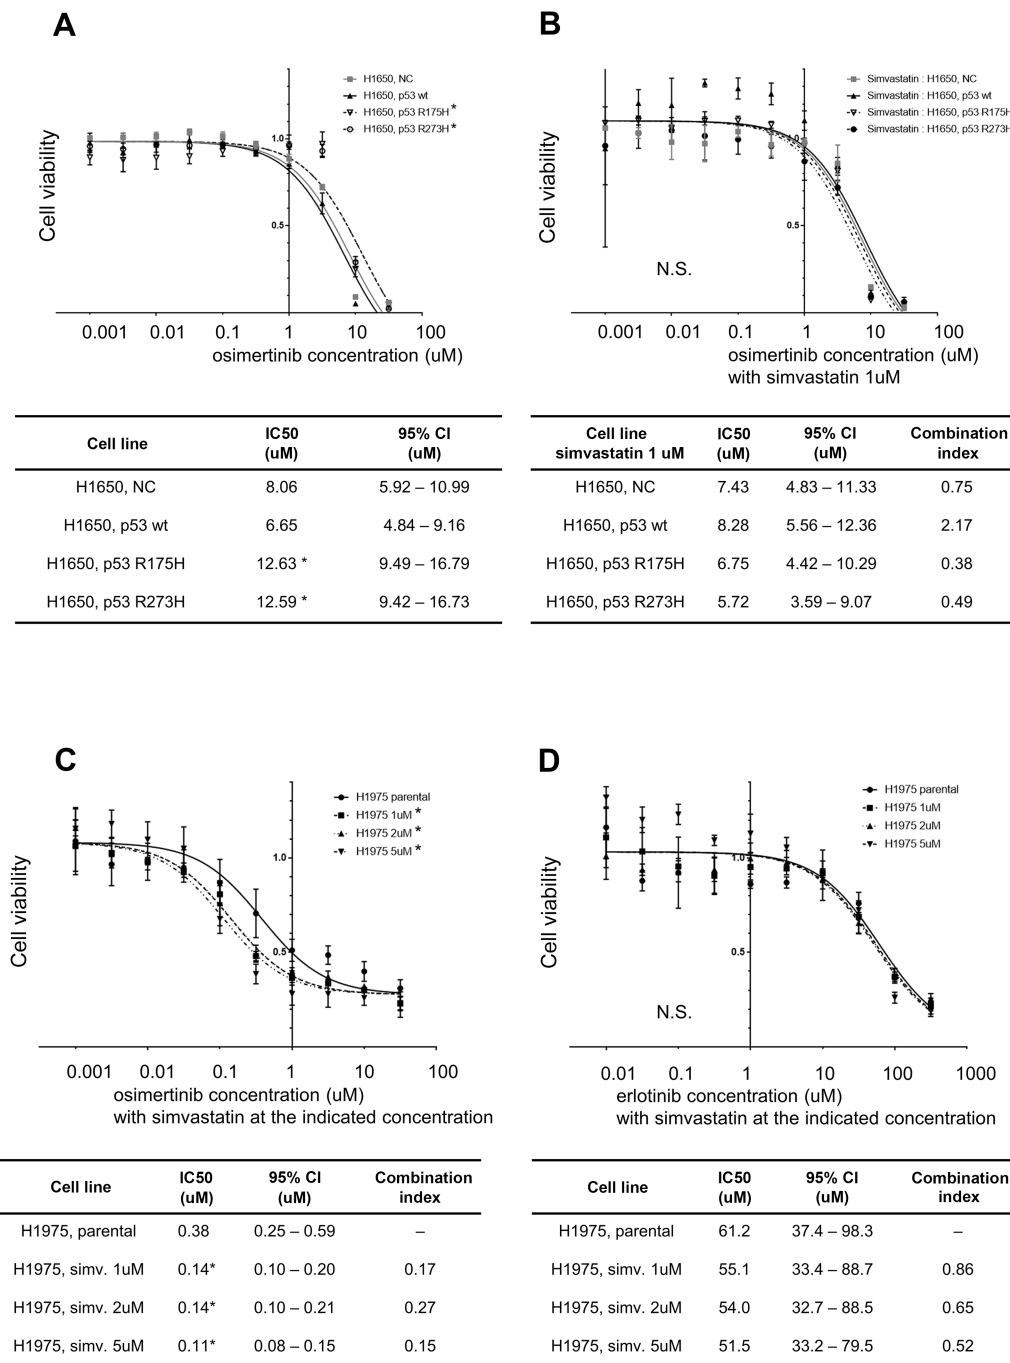 A
H1650, NC
H1650, p53 wt
H1650, p53 R175H *
H1650, p53 R273H *
Cell viability
1.0
0.5
0.001 0.01 0.1 1 10 100
osimertinib concentration (uM)
B
Simvastatin : H1650, NC
Simvastatin : H1650, p53 wt
Simvastatin : H1650, p53 R175H
Simvastatin : H1650, p53 R273H
Cell viability
1.0
0.5
N.S.
0.001 0.01 0.1 1 10 100
osimertinib concentration (uM)
with simvastatin 1uM
Cell line IC50 (uM) 95% CI (uM)
H1650, NC 8.06 5.92 – 10.99
H1650, p53 wt 6.65 4.84 – 9.16
H1650, p53 R175H 12.63 * 9.49 – 16.79
H1650, p53 R273H 12.59 * 9.42 – 16.73
Cell line simvastatin 1 uM IC50 (uM) 95% CI (uM) Combination index
H1650, NC 7.43 4.83 – 11.33 0.75
H1650, p53 wt 8.28 5.56 – 12.36 2.17
H1650, p53 R175H 6.75 4.42 – 10.29 0.38
H1650, p53 R273H 5.72 3.59 – 9.07 0.49
C
H1975 parental
H1975 1uM *
H1975 2uM *
H1975 5uM *
Cell viability
1.0
0.5
0.001 0.01 0.1 1 10 100
osimertinib concentration (uM)
with simvastatin at the indicated concentration
D
H1975 parental
H1975 1uM
H1975 2uM
H1975 5uM
Cell viability
1.0
0.5
N.S.
0.01 0.1 1 10 100 1000
erlotinib concentration (uM)
with simvastatin at the indicated concentration
Cell line IC50 (uM) 95% CI (uM) Combination index
H1975, parental 0.38 0.25 – 0.59 –
H1975, simv. 1uM 0.14* 0.10 – 0.20 0.17
H1975, simv. 2uM 0.14* 0.10 – 0.21 0.27
H1975, simv. 5uM 0.11* 0.08 – 0.15 0.15
Cell line IC50 (uM) 95% CI (uM) Combination index
H1975, parental 61.2 37.4 – 98.3 –
H1975, simv. 1uM 55.1 33.4 – 88.7 0.86
H1975, simv. 2uM 54.0 32.7 – 88.5 0.65
H1975, simv. 5uM 51.5 33.2 – 79.5 0.52